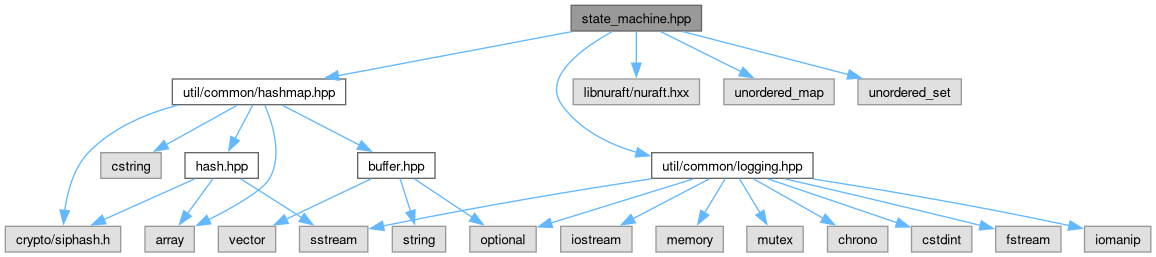 state_machine.hpp
util/common/hashmap.hpp
libnuraft/nuraft.hxx
unordered_map
unordered_set
cstring
hash.hpp
buffer.hpp
util/common/logging.hpp
crypto/siphash.h
array
vector
sstream
string
optional
iostream
memory
mutex
chrono
cstdint
fstream
iomanip